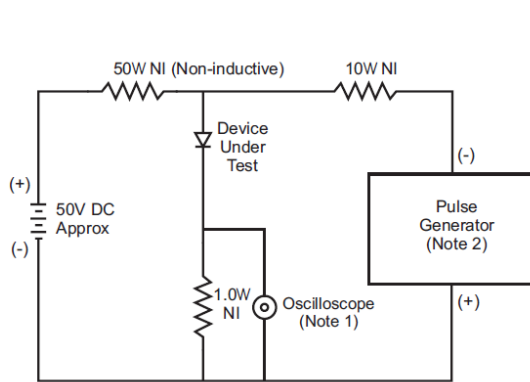 50W NI (Non-inductive)
10W NI
Device
Under
Test
(-)
(+)
50V DC
Approx
(-)
Pulse
Generator
(Note 2)
1.0W
NI
Oscilloscope
(Note 1)
(+)